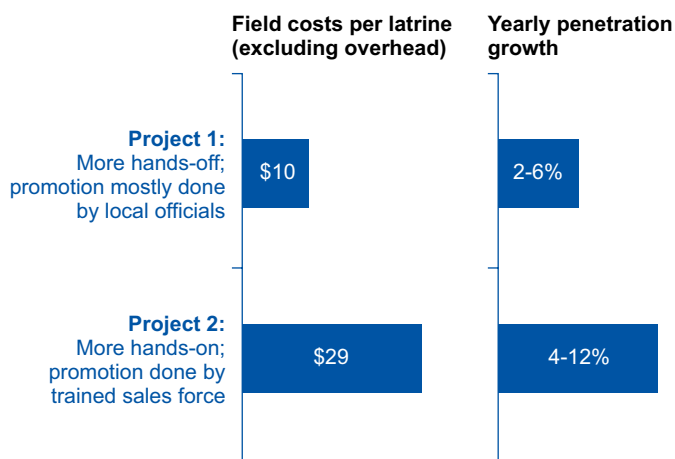 Field costs per latrine
(excluding overhead)
Yearly penetration
growth
Project 1:
More hands-off;
promotion mostly done
by local officials
$10
2-6%
Project 2:
More hands-on;
promotion done by
trained sales force
$29
4-12%